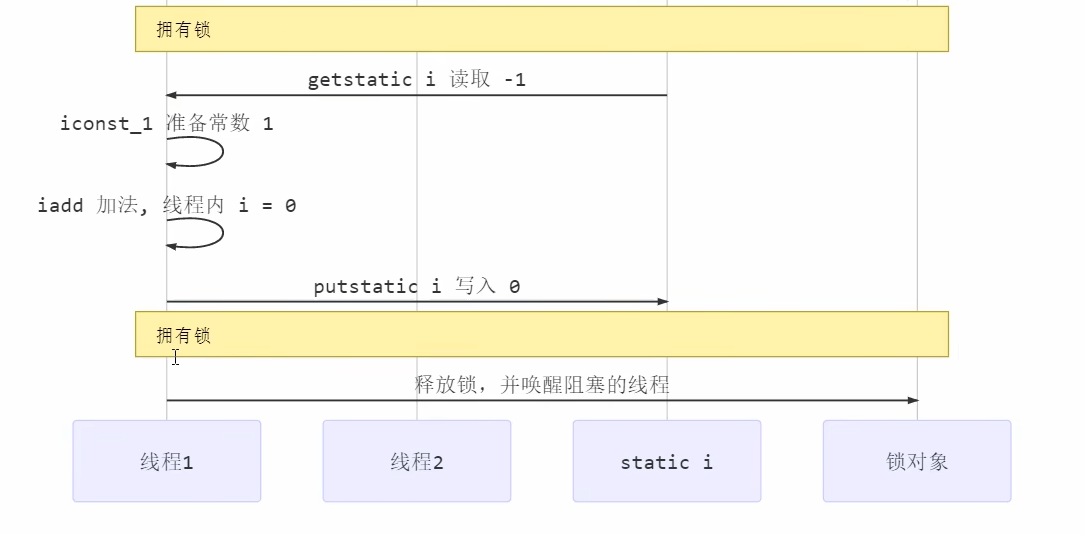 拥有锁
getstatic i 读取 -1
iconst_1 准备常数 1
iadd 加法, 线程内 i = 0
putstatic i 写入 0
拥有锁
释放锁，并唤醒阻塞的线程
线程1
线程2
static i
锁对象